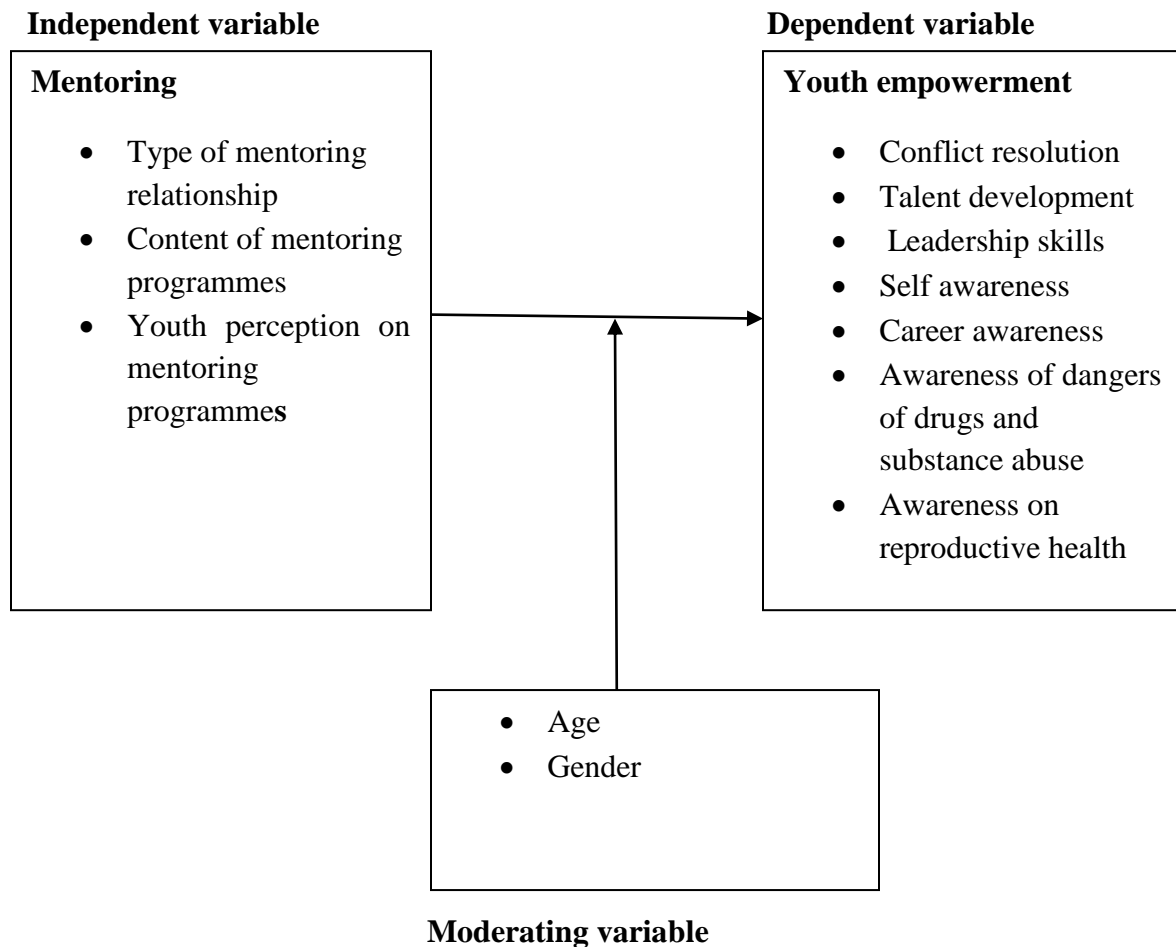 Independent variable
Mentoring
• Type of mentoring
relationship
• Content of mentoring
programmes
• Youth perception on
mentoring
programmes
Dependent variable
Youth empowerment
• Conflict resolution
• Talent development
• Leadership skills
• Self awareness
• Career awareness
• Awareness of dangers
of drugs and
substance abuse
• Awareness on
reproductive health
• Age
• Gender
Moderating variable